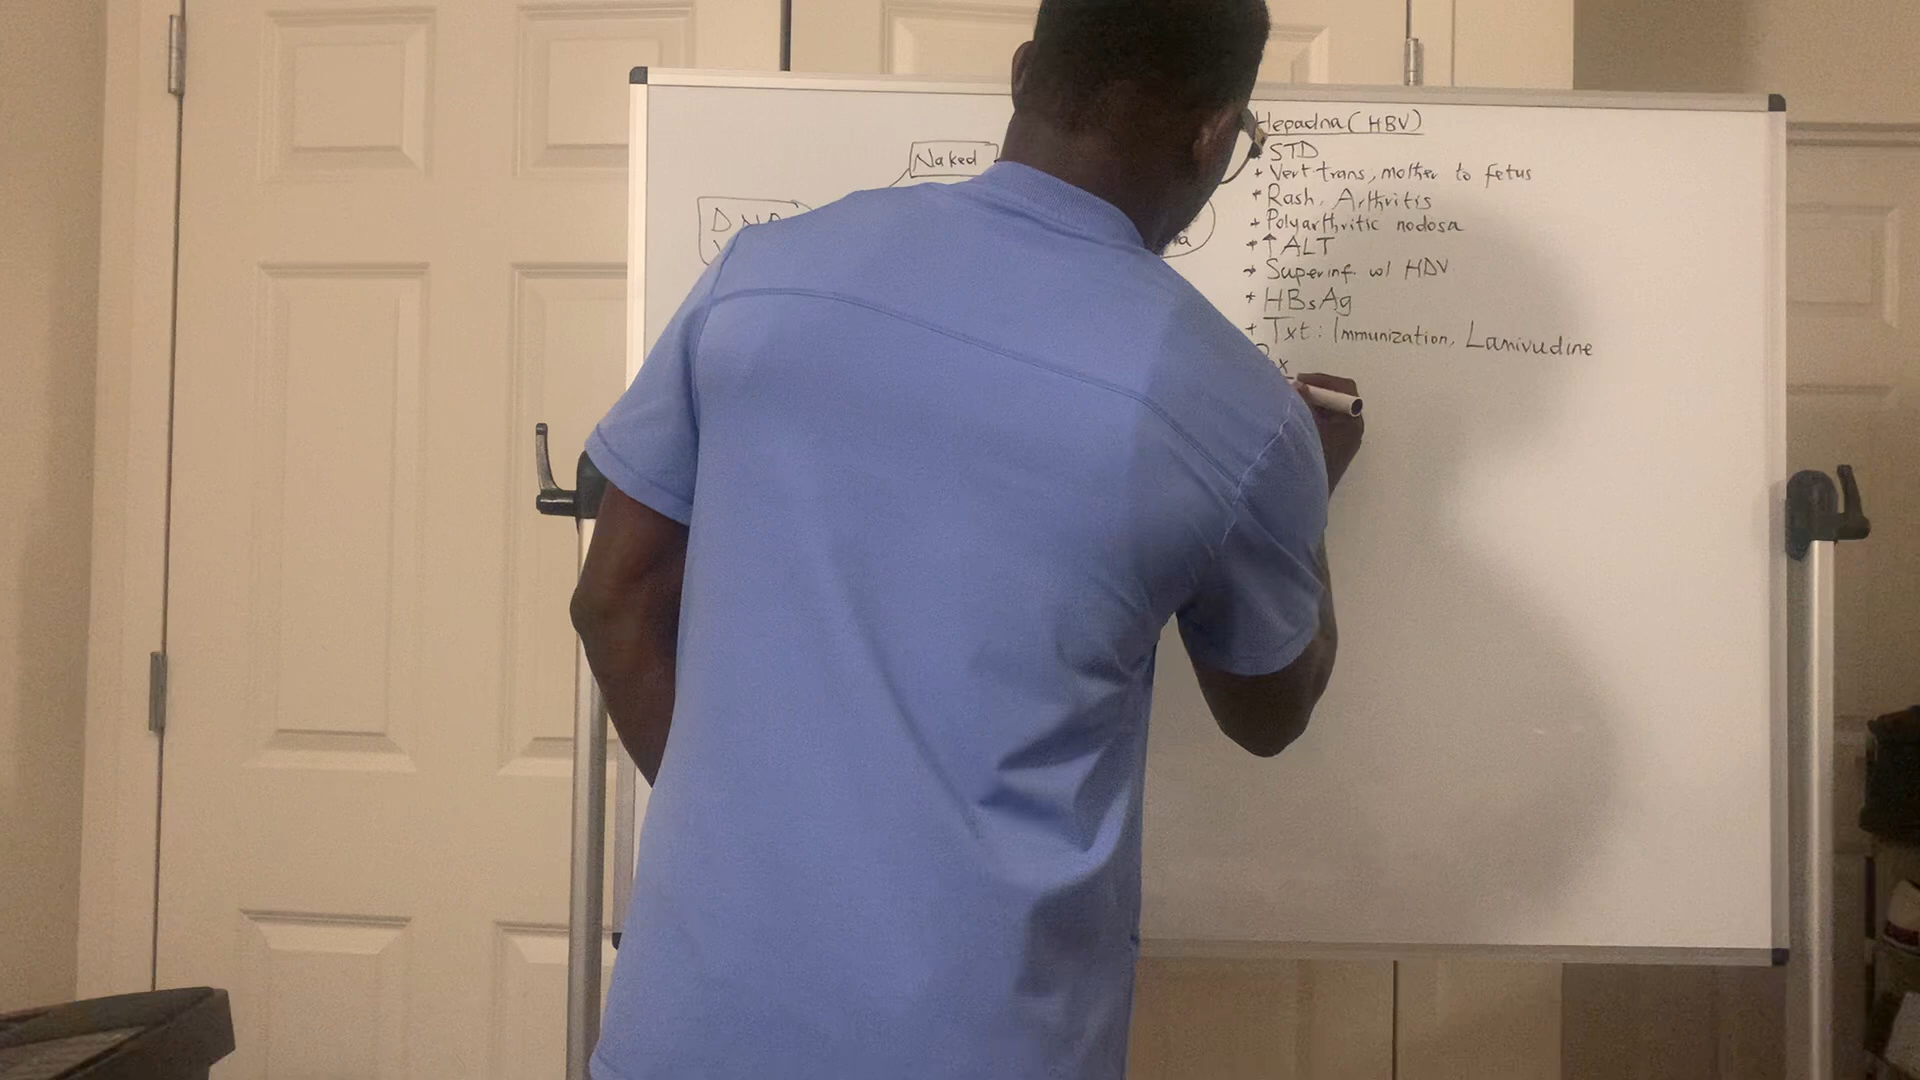 Naked
DNA
Hepadna (HBV)
* STD
* Vert trans, mother to fetus
* Rash, Arthritis
* Polyarthritic nodosa
* ↑ ALT
* Superinf w/ HDV
* HBsAg
* Txt: Immunization, Lamivudine